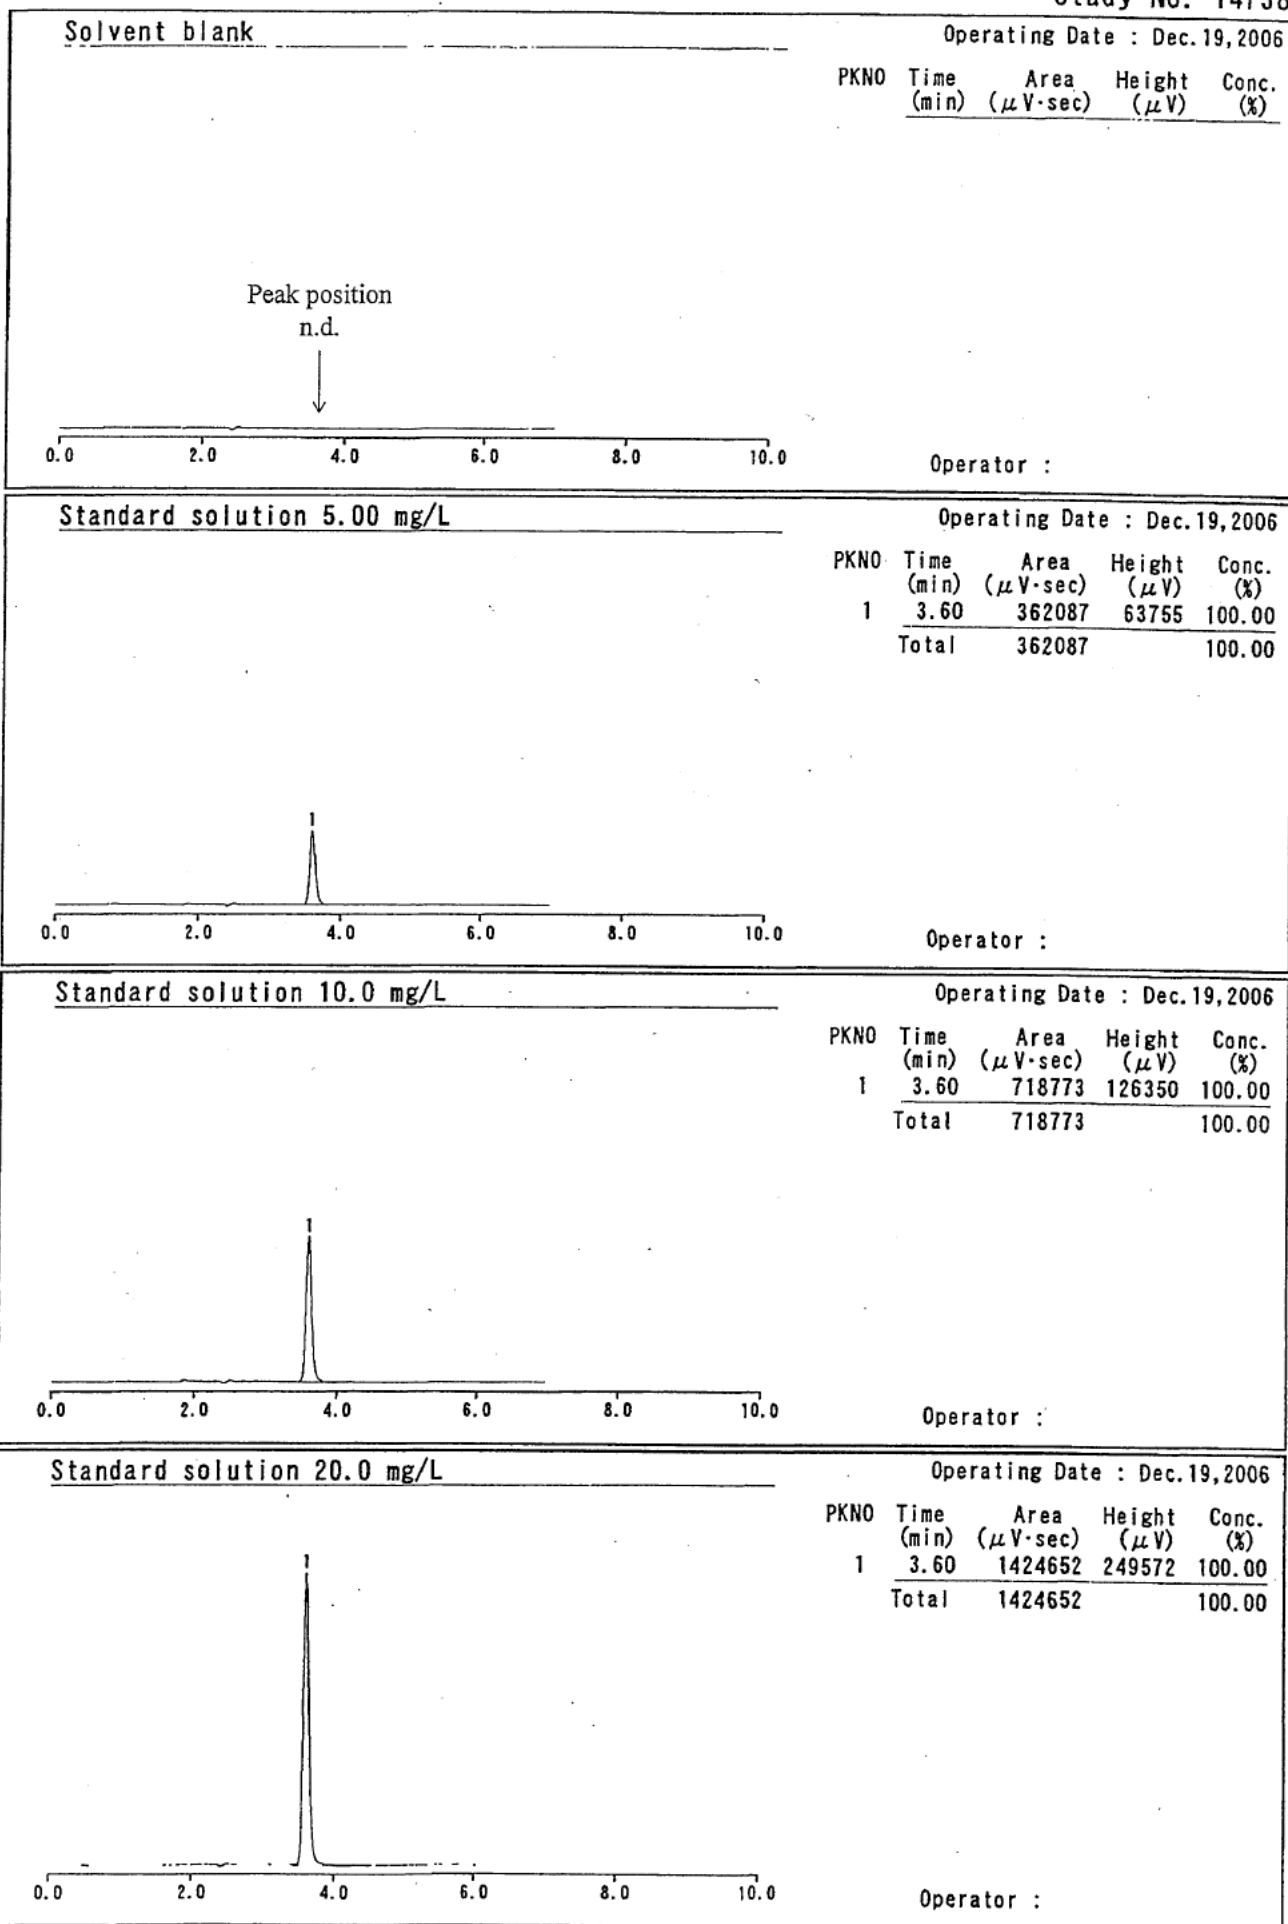 Solvent blank
Operating Date : Dec.19,2006
PKNO Time Area Height Conc.
(min) (μV·sec) (μV) (%)
Peak position
n.d.
0.0 2.0 4.0 6.0 8.0 10.0
Operator :
Standard solution 5.00 mg/L
Operating Date : Dec.19,2006
PKNO Time Area Height Conc.
(min) (μV·sec) (μV) (%)
1 3.60 362087 63755 100.00
Total 362087 100.00
1
0.0 2.0 4.0 6.0 8.0 10.0
Operator :
Standard solution 10.0 mg/L
Operating Date : Dec.19,2006
PKNO Time Area Height Conc.
(min) (μV·sec) (μV) (%)
1 3.60 718773 126350 100.00
Total 718773 100.00
1
0.0 2.0 4.0 6.0 8.0 10.0
Operator :
Standard solution 20.0 mg/L
Operating Date : Dec.19,2006
PKNO Time Area Height Conc.
(min) (μV·sec) (μV) (%)
1 3.60 1424652 249572 100.00
Total 1424652 100.00
1
0.0 2.0 4.0 6.0 8.0 10.0
Operator :